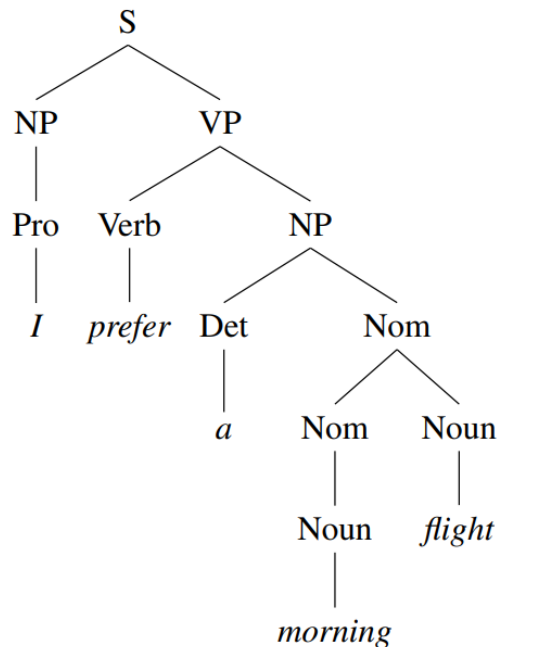 S
NP VP
Pro Verb NP
I prefer Det Nom
a Nom Noun
Noun flight
morning